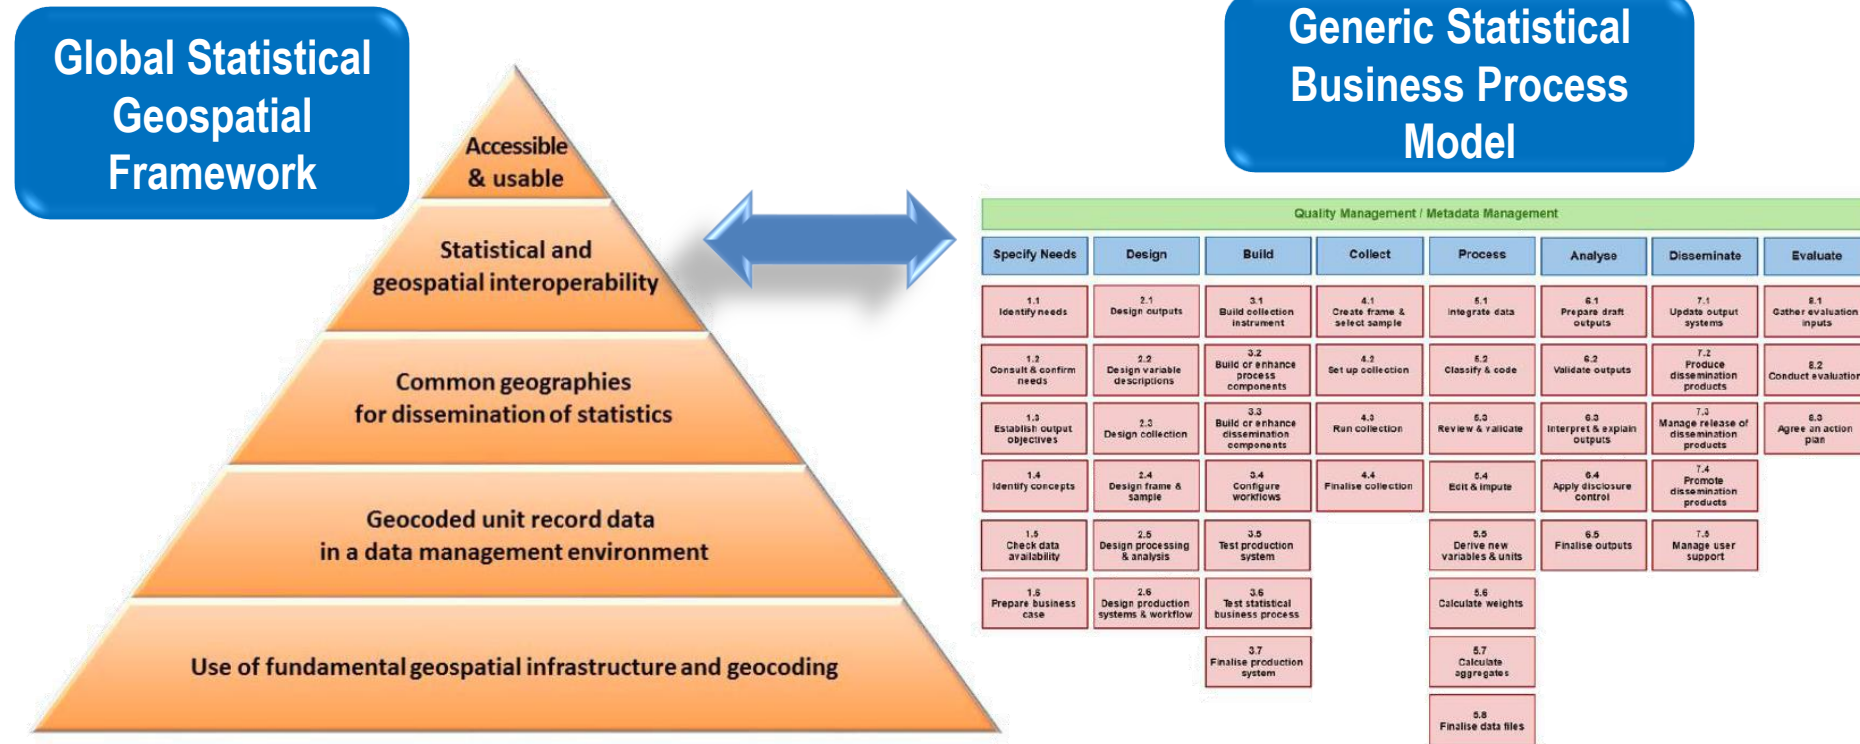 Global Statistical
Geospatial
Framework
Generic Statistical
Business Process
Model
Accessible
& usable
Statistical and
geospatial interoperability
Common geographies
for dissemination of statistics
Geocoded unit record data
in a data management environment
Use of fundamental geospatial infrastructure and geocoding
Quality Management / Metadata Management
Specify Needs
1.1
Identify needs
1.2
Consult & confirm
needs
1.3
Establish output
objectives
1.4
Identify concepts
1.5
Check data
availability
1.6
Prepare business
case
Design
2.1
Design outputs
2.2
Design variable
descriptions
2.3
Design collection
2.4
Design frame &
sample
2.5
Design processing
& analysis
2.6
Design production
systems & workflow
Build
3.1
Build collection
instrument
3.2
Build or enhance
process
components
3.3
Build or enhance
dissemination
components
3.4
Configure
workflows
3.5
Test production
system
3.6
Test statistical
business process
3.7
Finalise production
system
Collect
4.1
Create frame &
select sample
4.2
Set up collection
4.3
Run collection
4.4
Finalise collection
Process
5.1
Integrate data
5.2
Classify & code
5.3
Review & validate
5.4
Edit & impute
5.5
Derive new
variables & units
5.6
Calculate weights
5.7
Calculate
aggregates
5.8
Finalise data files
Analyse
6.1
Prepare draft
outputs
6.2
Validate outputs
6.3
Interpret & explain
outputs
6.4
Apply disclosure
control
6.5
Finalise outputs
Disseminate
7.1
Update output
systems
7.2
Produce
dissemination
products
7.3
Manage release of
dissemination
products
7.4
Promote
dissemination
products
7.5
Manage user
support
Evaluate
8.1
Gather evaluation
inputs
8.2
Conduct evaluation
8.3
Agree an action
plan